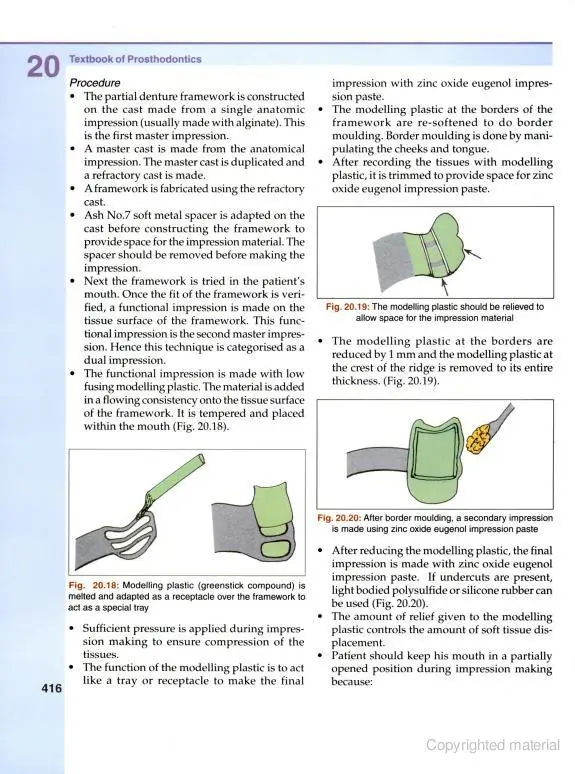 20
Textbook of Prosthodontics
Procedure
• The partial denture framework is constructed
on the cast made from a single anatomic
impression (usually made with alginate). This
is the first master impression.
• A master cast is made from the anatomical
impression. The master cast is duplicated and
a refractory cast is made.
• A framework is fabricated using the refractory
cast.
• Ash No.7 soft metal spacer is adapted on the
cast before constructing the framework to
provide space for the impression material. The
spacer should be removed before making the
impression.
• Next the framework is tried in the patient's
mouth. Once the fit of the framework is veri-
fied, a functional impression is made on the
tissue surface of the framework. This func-
tional impression is the second master impres-
sion. Hence this technique is categorised as a
dual impression.
• The functional impression is made with low
fusing modelling plastic. The material is added
in a flowing consistency onto the tissue surface
of the framework. It is tempered and placed
within the mouth (Fig. 20.18).
Fig. 20.18: Modelling plastic (greenstick compound) is
melted and adapted as a receptacle over the framework to
act as a special tray
• Sufficient pressure is applied during impres-
sion making to ensure compression of the
tissues.
• The function of the modelling plastic is to act
like a tray or receptacle to make the final
416
impression with zinc oxide eugenol impres-
sion paste.
• The modelling plastic at the borders of the
framework are re-softened to do border
moulding. Border moulding is done by mani-
pulating the cheeks and tongue.
• After recording the tissues with modelling
plastic, it is trimmed to provide space for zinc
oxide eugenol impression paste.
Fig. 20.19: The modelling plastic should be relieved to
allow space for the impression material
• The modelling plastic at the borders are
reduced by 1 mm and the modelling plastic at
the crest of the ridge is removed to its entire
thickness. (Fig. 20.19).
Fig. 20.20: After border moulding, a secondary impression
is made using zinc oxide eugenol impression paste
• After reducing the modelling plastic, the final
impression is made with zinc oxide eugenol
impression paste. If undercuts are present,
light bodied polysulfide or silicone rubber can
be used (Fig. 20.20).
• The amount of relief given to the modelling
plastic controls the amount of soft tissue dis-
placement.
• Patient should keep his mouth in a partially
opened position during impression making
because:
Copyrighted material